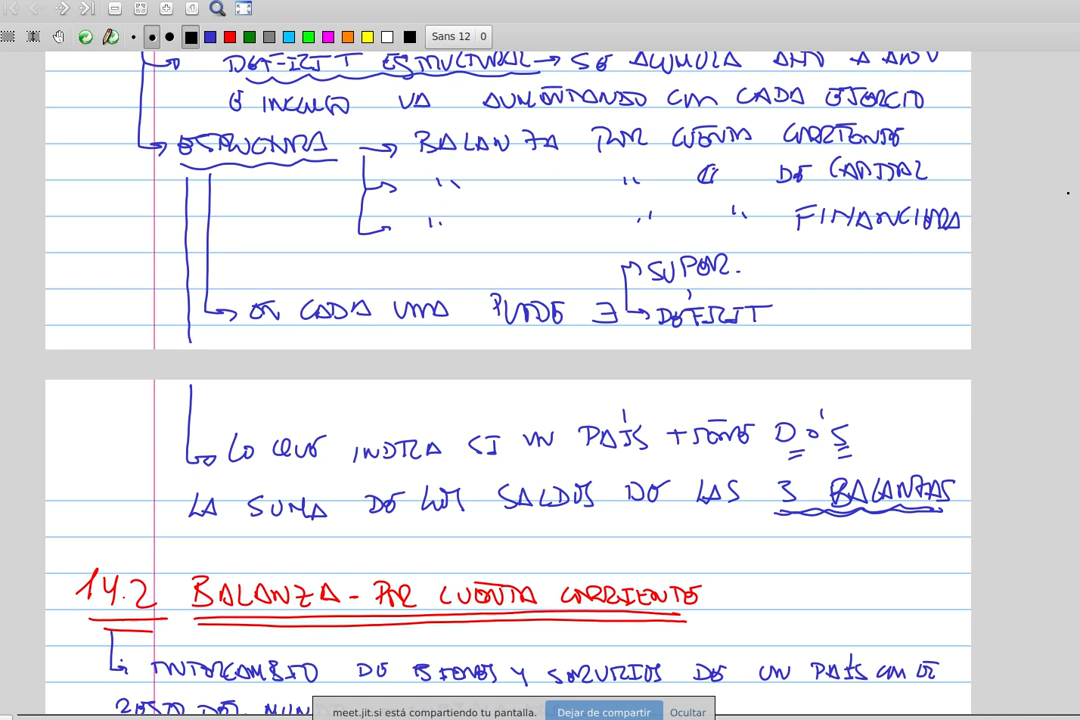 Sans 12 0
DÉFICIT ESTRUCTURAL → SE ACUMULA AÑO A AÑO
E INCLUSO VA AUMENTANDO CON CADA EJERCICIO
ESTRUCTURA → BALANZA POR CUENTA CORRIENTE
" " C DE CAPITAL
" " " FINANCIERA
SUPER.
EN CADA UNA PUEDE ∃ DÉFICIT
LO QUE INDICA SI UN PAÍS TIENE D ó S
LA SUMA DE LOS SALDOS DE LAS 3 BALANZAS
14.2 BALANZA - POR CUENTA CORRIENTE
INTERCAMBIO DE BIENES Y SERVICIOS DE UN PAÍS CON EL
RESTO DEL MUN
meet.jit.si está compartiendo tu pantalla. Dejar de compartir Ocultar